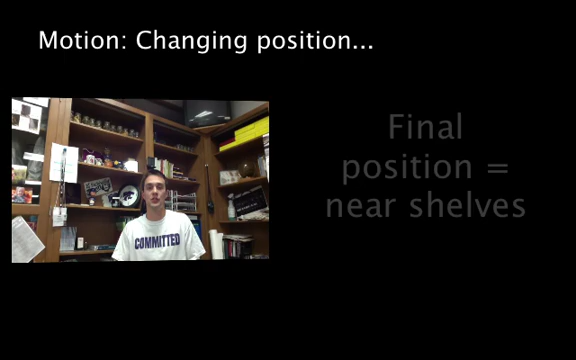 Motion: Changing position...
Final
position =
near shelves
COMMITTED